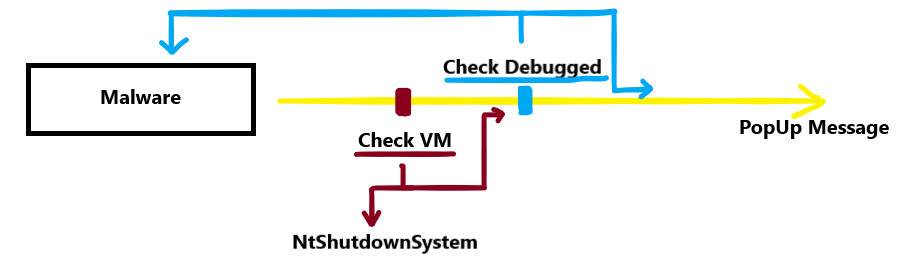 Check Debugged
Malware
PopUp Message
Check VM
NtShutdownSystem